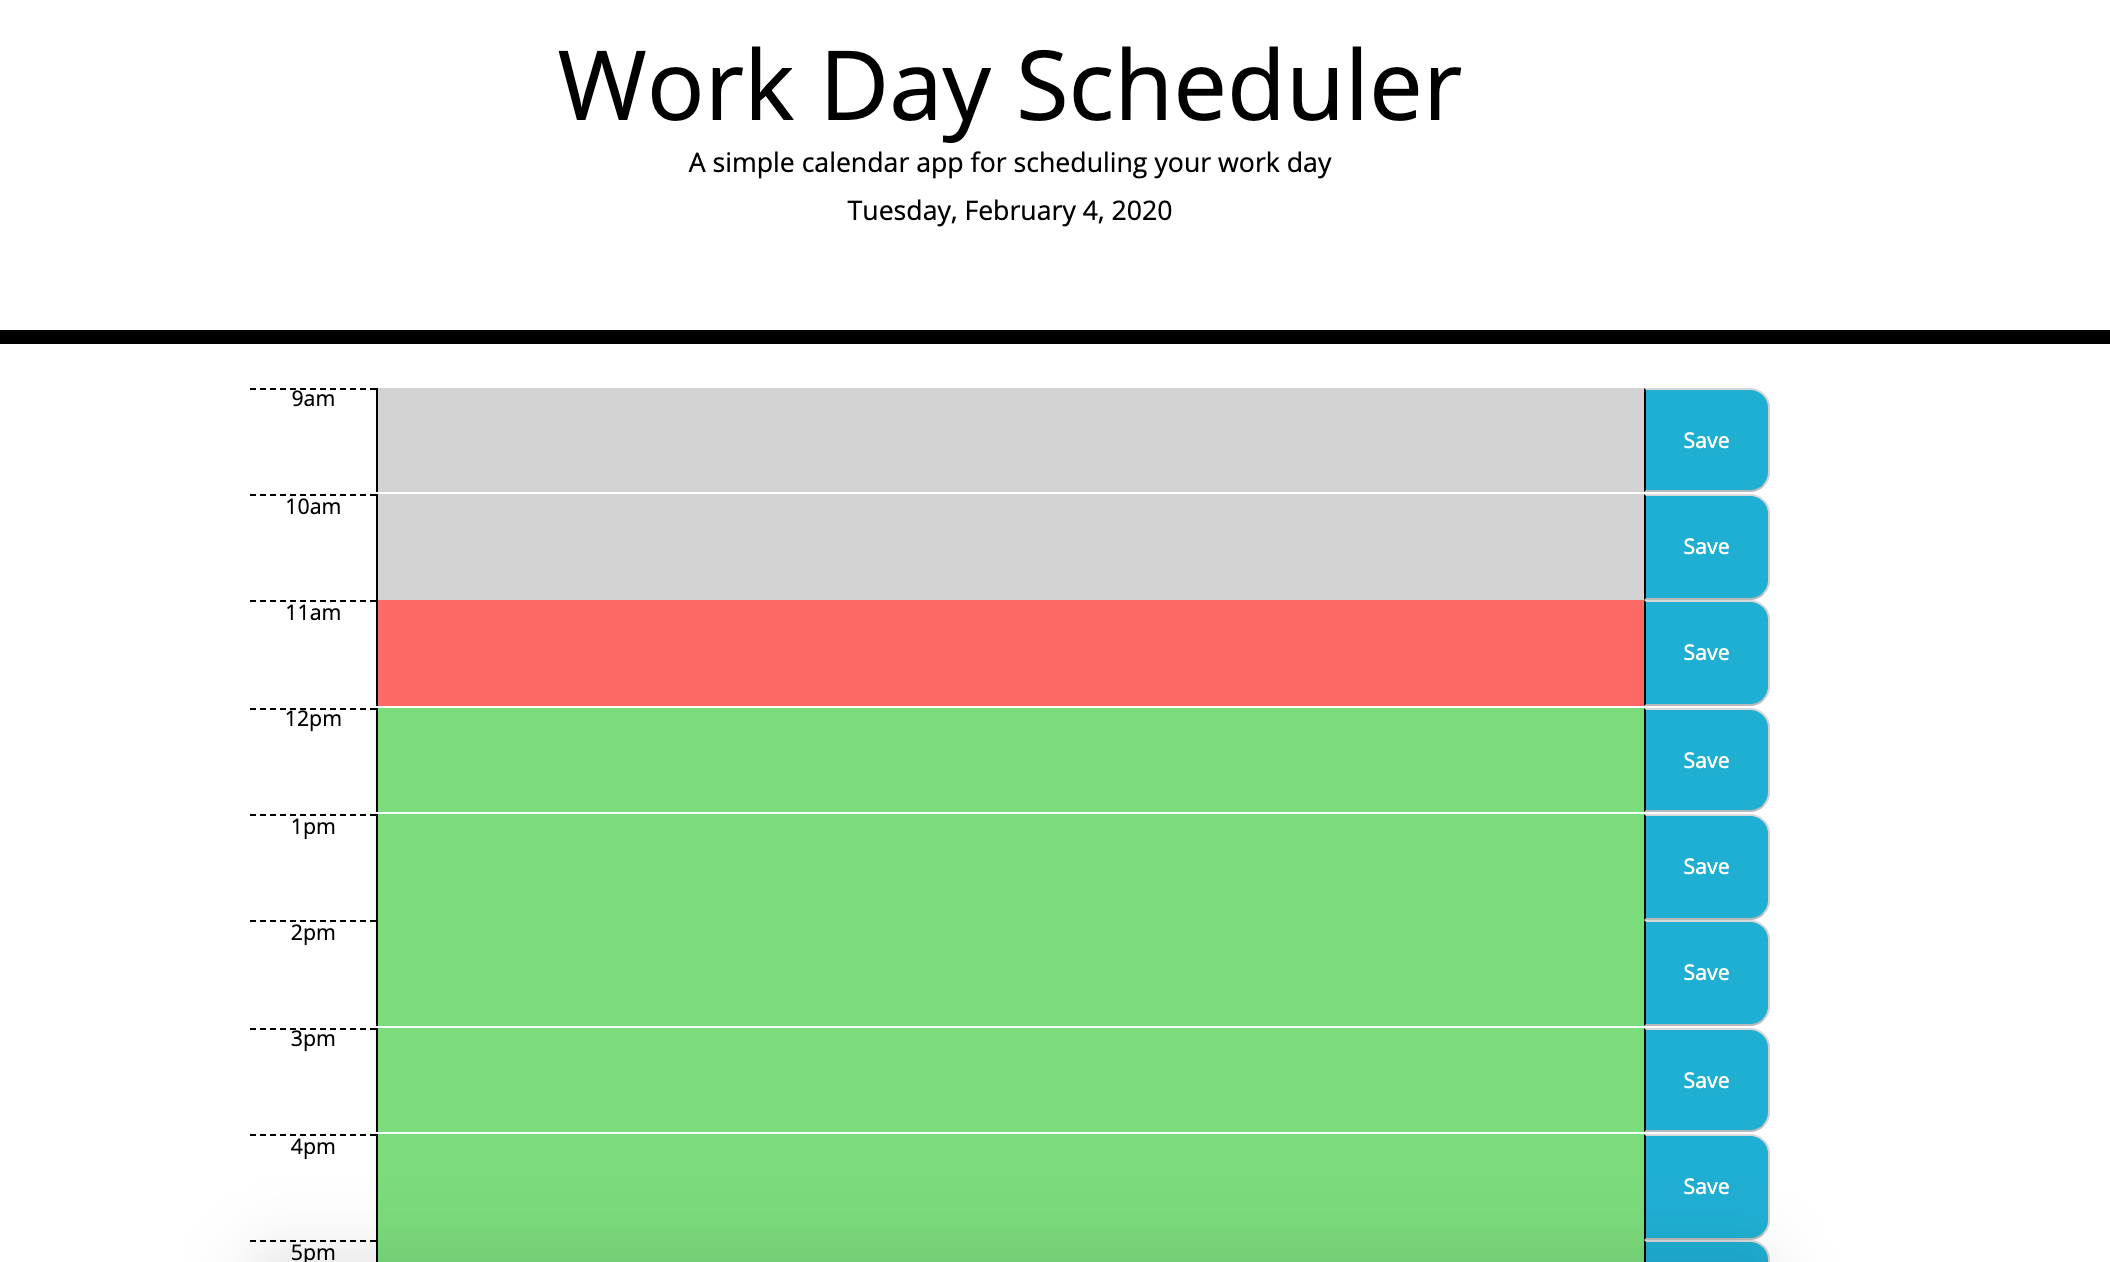 Work Day Scheduler
A simple calendar app for scheduling your work day
Tuesday, February 4, 2020
9am
Save
10am
Save
11am
Save
12pm
Save
1pm
Save
2pm
Save
3pm
Save
4pm
Save
5pm